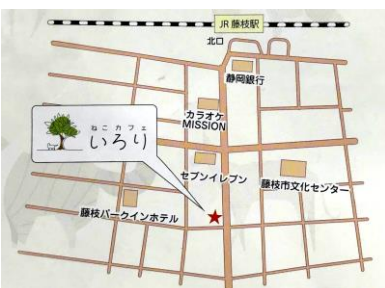 JR 藤枝駅
北口
静岡銀行
カラオケ
MISSION
ねこカフェ
いろり
セブンイレブン
藤枝市文化センター
藤枝パークインホテル